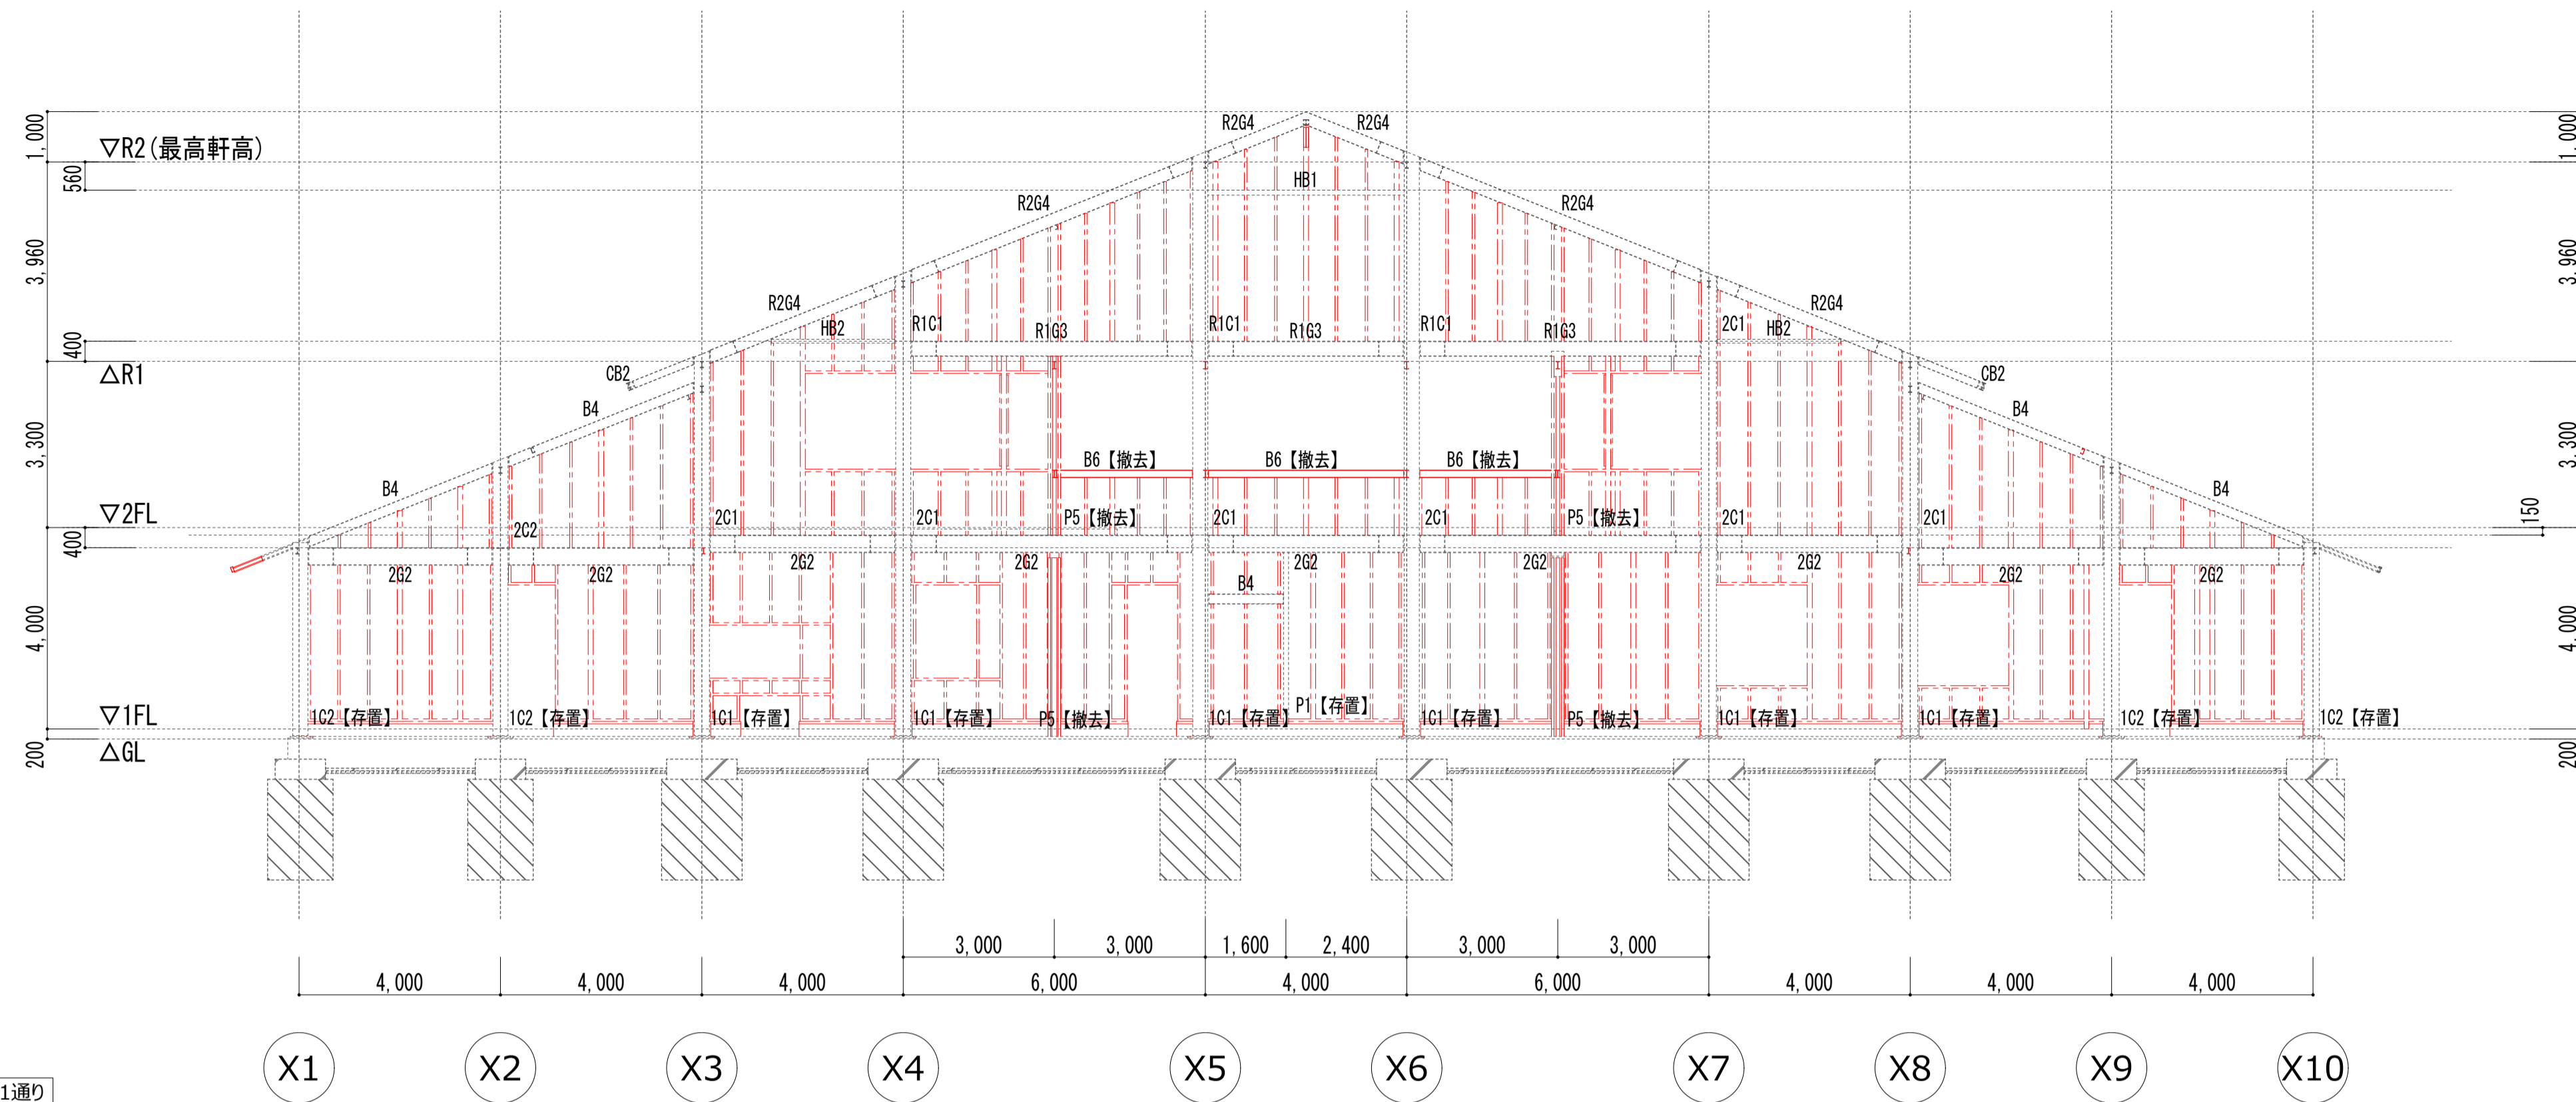 R2G4 R2G4
1,000 ▽R2(最高軒高) 1,000
560 HB1
R2G4 R2G4
3,960 3,960
R2G4 R2G4
HB2 R1C1 R1G3 R1C1 R1G3 R1C1 R1G3 2C1 HB2
400
△R1
CB2 CB2
B4 B4
3,300 3,300
B6【撤去】 B6【撤去】 B6【撤去】
B4 B4
▽2FL 2C2 2C1 2C1 P5【撤去】 2C1 2C1 P5【撤去】 2C1 2C1 150
400
2G2 2G2 2G2 2G2 2G2 2G2 2G2 2G2 2G2
B4
4,000 4,000
P1【存置】
▽1FL 1C2【存置】 1C2【存置】 1C1【存置】 1C1【存置】 P5【撤去】 1C1【存置】 1C1【存置】 P5【撤去】 1C1【存置】 1C1【存置】 1C2【存置】 1C2【存置】
200 △GL 200
3,000 3,000 1,600 2,400 3,000 3,000
4,000 4,000 4,000 6,000 4,000 6,000 4,000 4,000 4,000
X1 X2 X3 X4 X5 X6 X7 X8 X9 X10
1通り